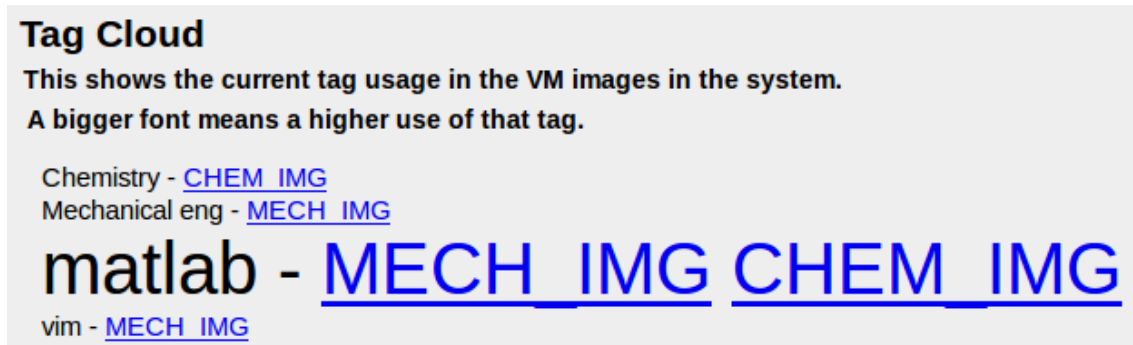 Tag Cloud
This shows the current tag usage in the VM images in the system.
A bigger font means a higher use of that tag.
Chemistry - CHEM_IMG
Mechanical eng - MECH_IMG
matlab - MECH_IMG CHEM_IMG
vim - MECH_IMG